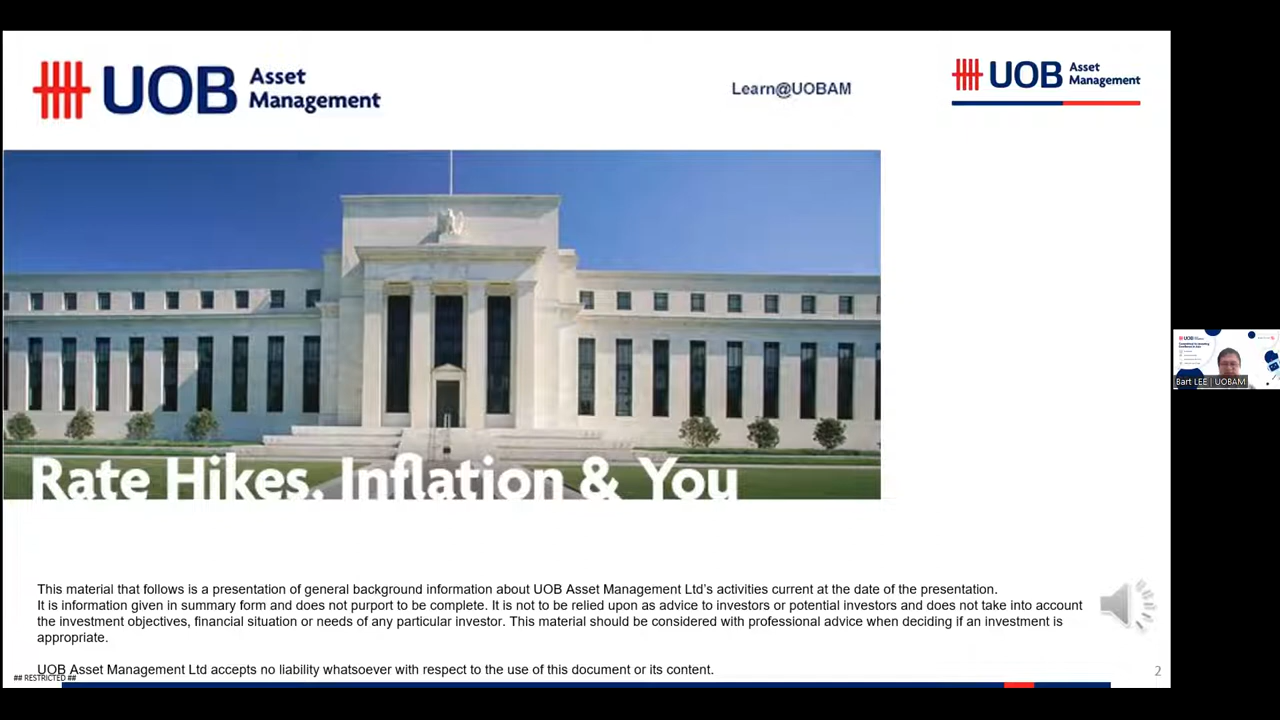 UOB Asset
Management
Learn@UOBAM
UOB Asset
Management
Rate Hikes, Inflation & You
Bart LEE | UOBAM
This material that follows is a presentation of general background information about UOB Asset Management Ltd's activities current at the date of the presentation.
It is information given in summary form and does not purport to be complete. It is not to be relied upon as advice to investors or potential investors and does not take into account
the investment objectives, financial situation or needs of any particular investor. This material should be considered with professional advice when deciding if an investment is
appropriate.
UOB Asset Management Ltd accepts no liability whatsoever with respect to the use of this document or its content.
## RESTRICTED ##
2